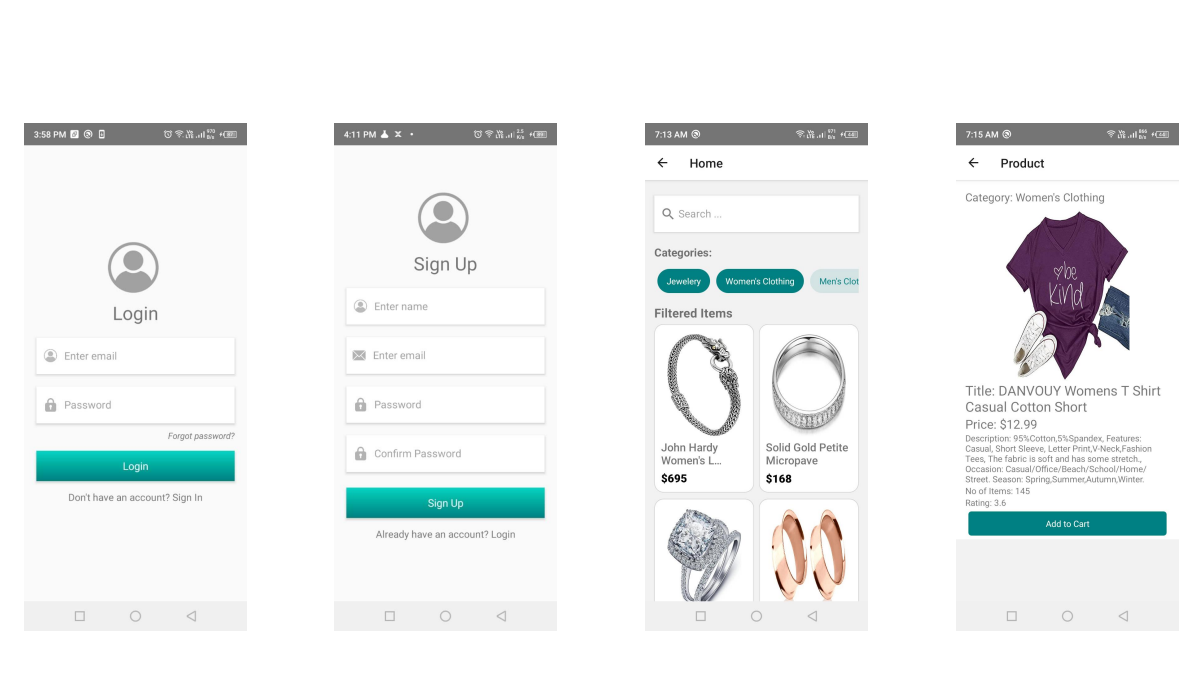 3:58 PM
970 B/s
Login
Enter email
Password
Forgot password?
Login
Don't have an account? Sign In
4:11 PM
2.5 K/s
Sign Up
Enter name
Enter email
Password
Confirm Password
Sign Up
Already have an account? Login
7:13 AM
971 B/s
Home
Search ...
Categories:
Jewelery
Women's Clothing
Men's Clot
Filtered Items
John Hardy
Women's L...
$695
Solid Gold Petite
Micropave
$168
7:15 AM
866 B/s
Product
Category: Women's Clothing
be
kind
Title: DANVOUY Womens T Shirt
Casual Cotton Short
Price: $12.99
Description: 95%Cotton,5%Spandex, Features:
Casual, Short Sleeve, Letter Print,V-Neck,Fashion
Tees, The fabric is soft and has some stretch.,
Occasion: Casual/Office/Beach/School/Home/
Street. Season: Spring,Summer,Autumn,Winter.
No of Items: 145
Rating: 3.6
Add to Cart